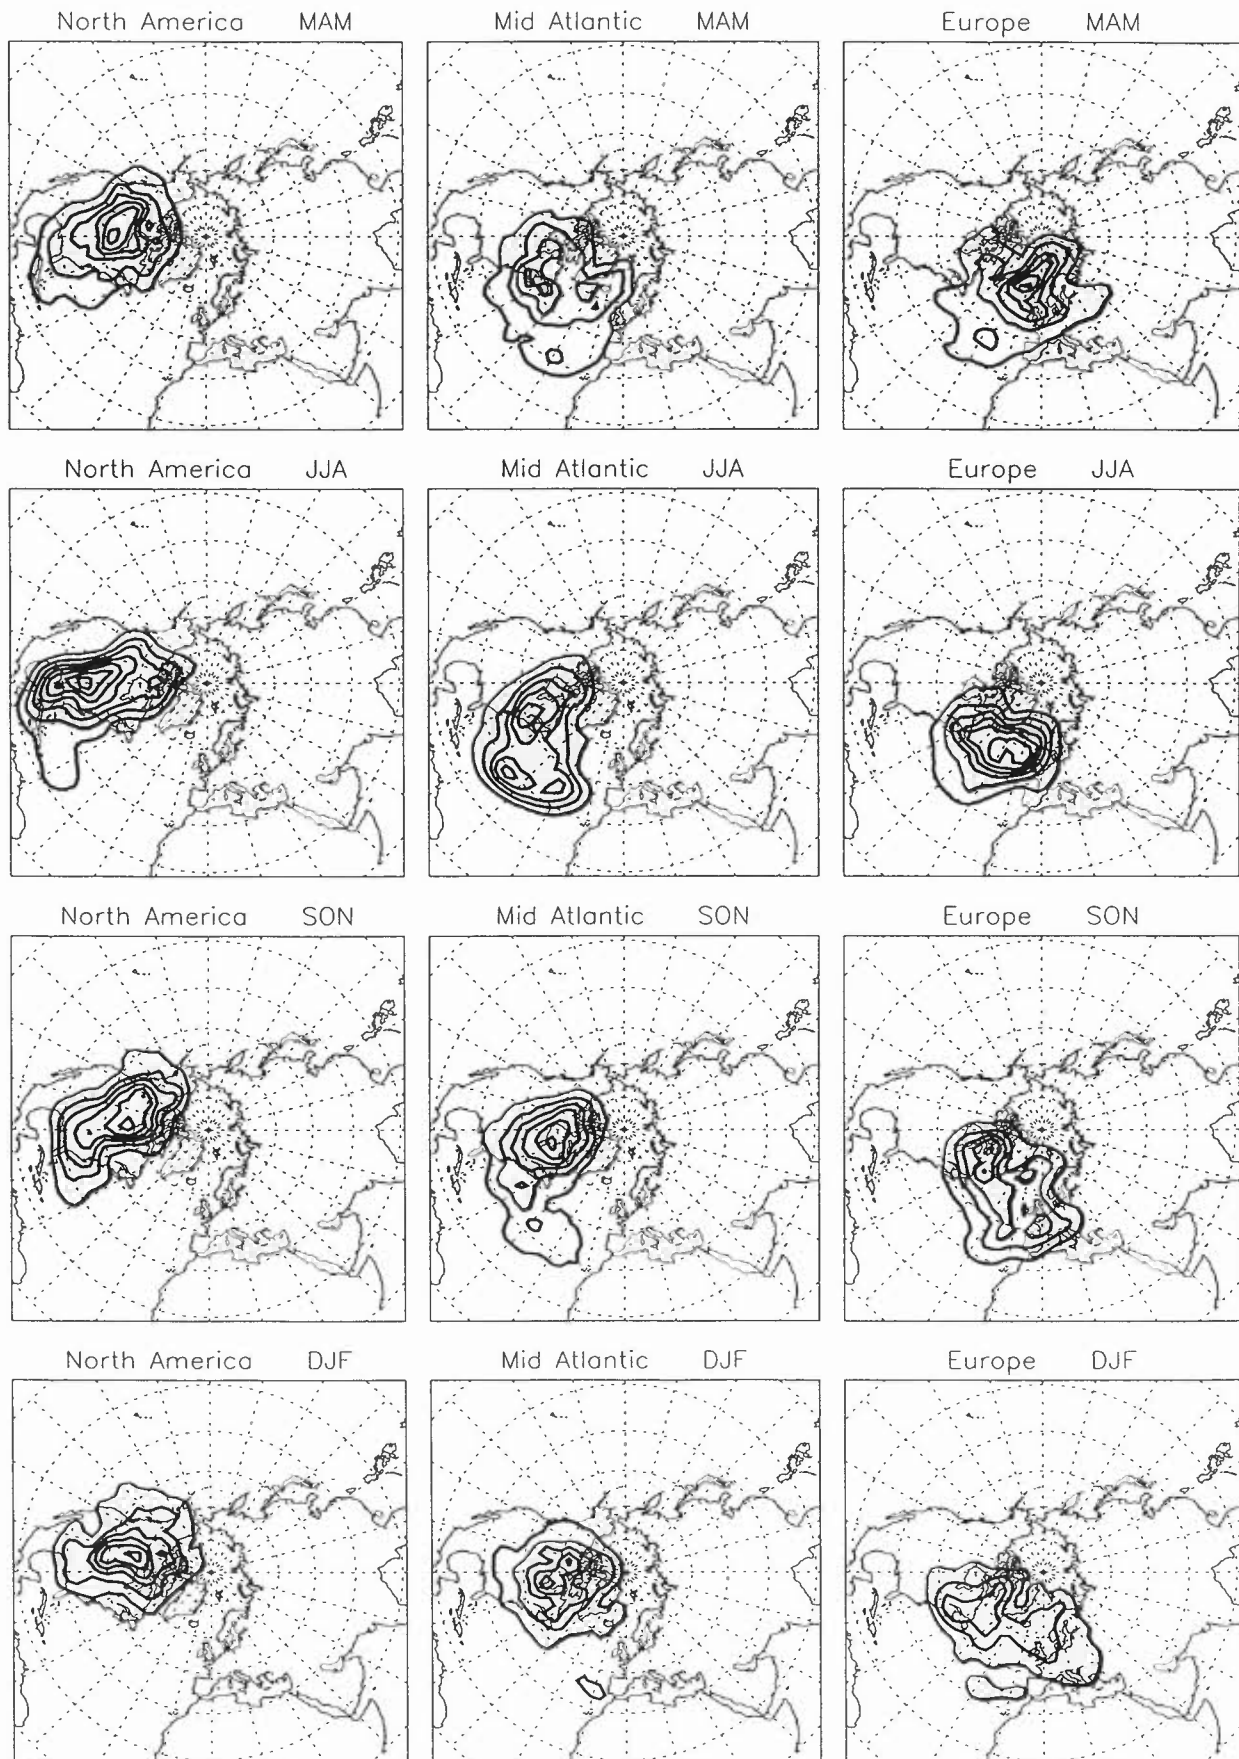 North America MAM
Mid Atlantic MAM
Europe MAM
North America JJA
Mid Atlantic JJA
Europe JJA
North America SON
Mid Atlantic SON
Europe SON
North America DJF
Mid Atlantic DJF
Europe DJF